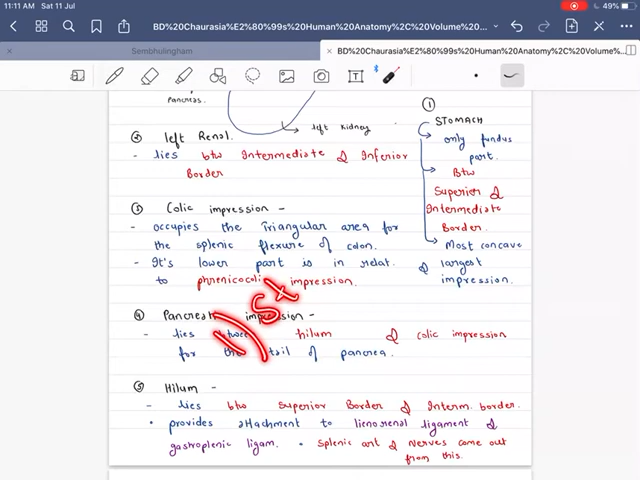 11:11 AM Sat 11 Jul
49%
BD%20Chaurasia%E2%80%99s%20Human%20Anatomy%2C%20Volume%20...
Sembhulingham
BD%20Chaurasia%E2%80%99s%20Human%20Anatomy%2C%20Volum...
Pancreas.
left Kidney
① STOMACH
only fundus part.
Btw Superior & Intermediate Border.
Most concave & largest impression.
② left Renal.
- lies btw Intermediate & Inferior
Border
③ Colic impression -
- occupies the Triangular area for
the splenic flexure of colon.
- It's lower part is in relat.
to phrenicocolic impression.
④ Pancreatic impression -
- lies hilum & colic impression
for the tail of pancrea.
⑤ Hilum -
- lies btw Superior Border & Interm. border.
• provides attachment to lienorenal ligament &
gastroplenic ligam. • Splenic art & Nerves come out
from this.